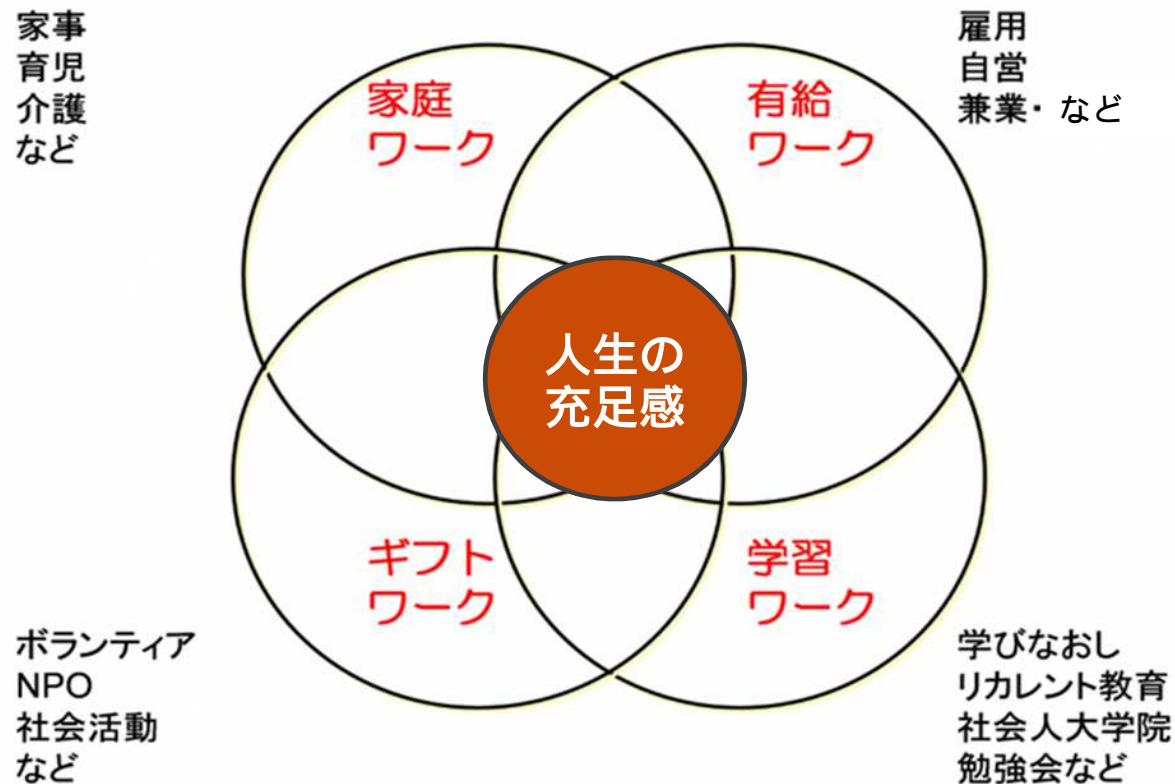 家事
育児
介護
など
家庭
ワーク
有給
ワーク
雇用
自営
兼業・ など
人生の
充足感
ギフト
ワーク
学習
ワーク
ボランティア
NPO
社会活動
など
学びなおし
リカレント教育
社会人大学院
勉強会など